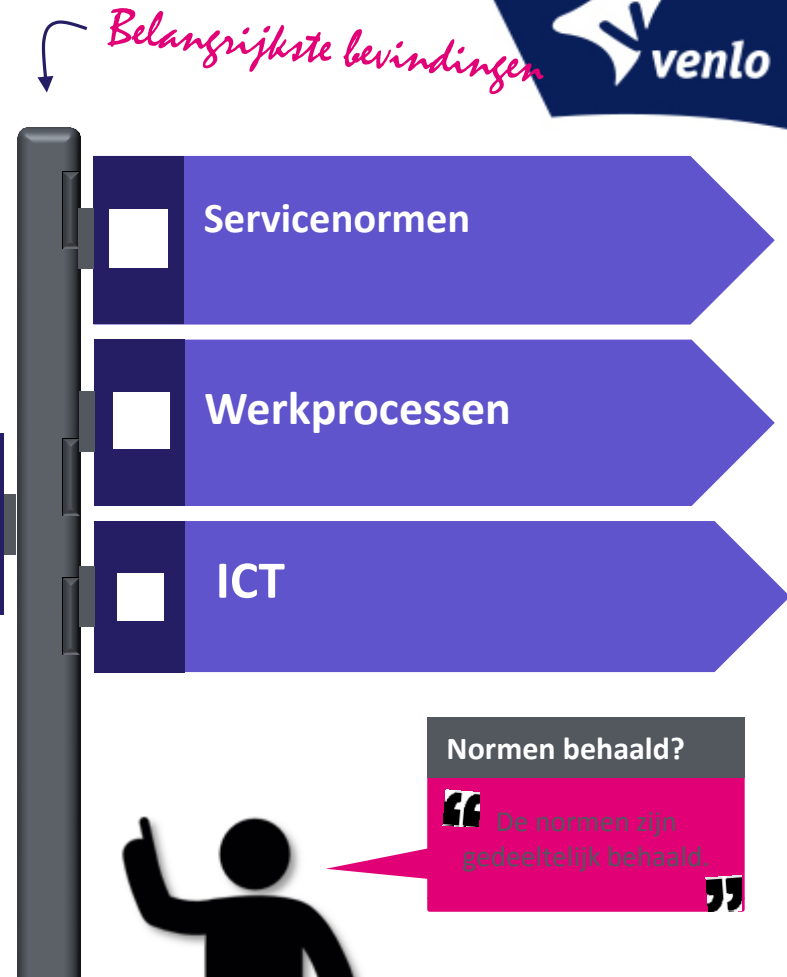 Belangrijkste bevindingen
venlo
Servicenormen
Werkprocessen
ICT
Normen behaald?
“ De normen zijn
gedeeltelijk behaald.
”